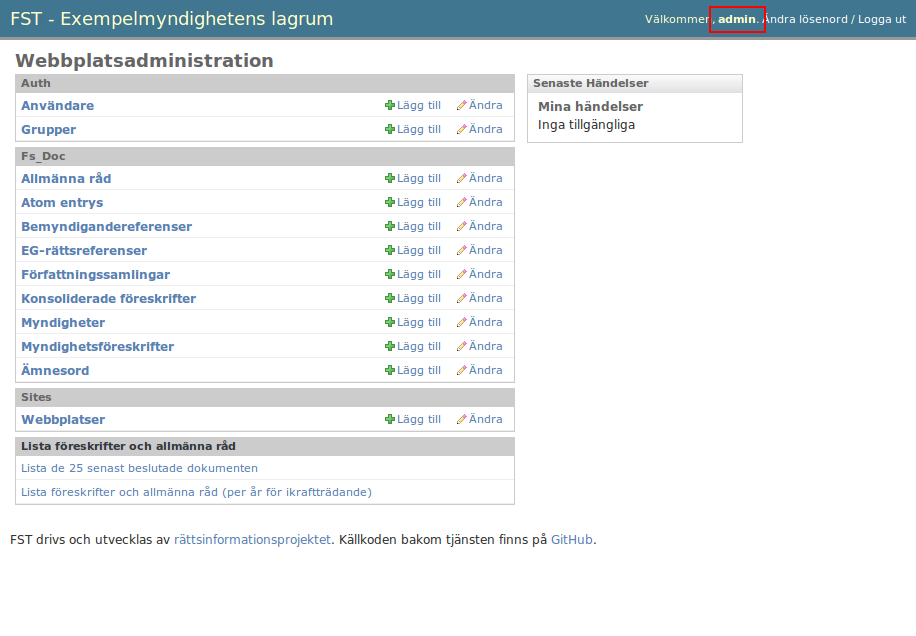 FST - Exempelmyndighetens lagrum
Välkommen, admin. Ändra lösenord / Logga ut
Webbplatsadministration
Auth
Användare Lägg till Ändra
Grupper Lägg till Ändra
Fs_Doc
Allmänna råd Lägg till Ändra
Atom entrys Lägg till Ändra
Bemyndigandereferenser Lägg till Ändra
EG-rättsreferenser Lägg till Ändra
Författningssamlingar Lägg till Ändra
Konsoliderade föreskrifter Lägg till Ändra
Myndigheter Lägg till Ändra
Myndighetsföreskrifter Lägg till Ändra
Ämnesord Lägg till Ändra
Sites
Webbplatser Lägg till Ändra
Lista föreskrifter och allmänna råd
Lista de 25 senast beslutade dokumenten
Lista föreskrifter och allmänna råd (per år för ikraftträdande)
Senaste Händelser
Mina händelser
Inga tillgängliga
FST drivs och utvecklas av rättsinformationsprojektet. Källkoden bakom tjänsten finns på GitHub.